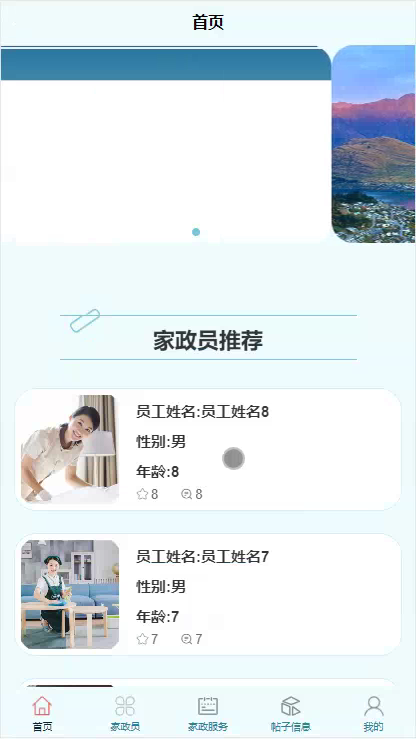 首页
家政员推荐
员工姓名:员工姓名8
性别:男
年龄:8
8 8
员工姓名:员工姓名7
性别:男
年龄:7
7 7
首页 家政员 家政服务 帖子信息 我的